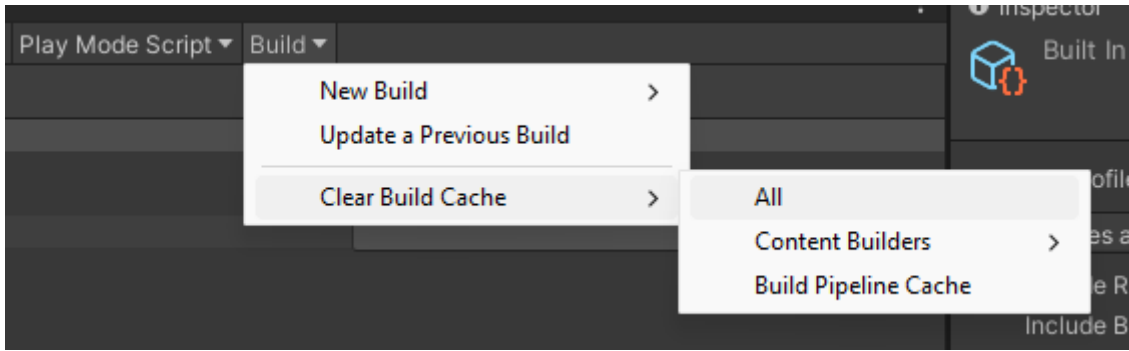 Inspector
Play Mode Script Build
Built In
New Build
Update a Previous Build
Clear Build Cache
All
Content Builders
Build Pipeline Cache
Include B